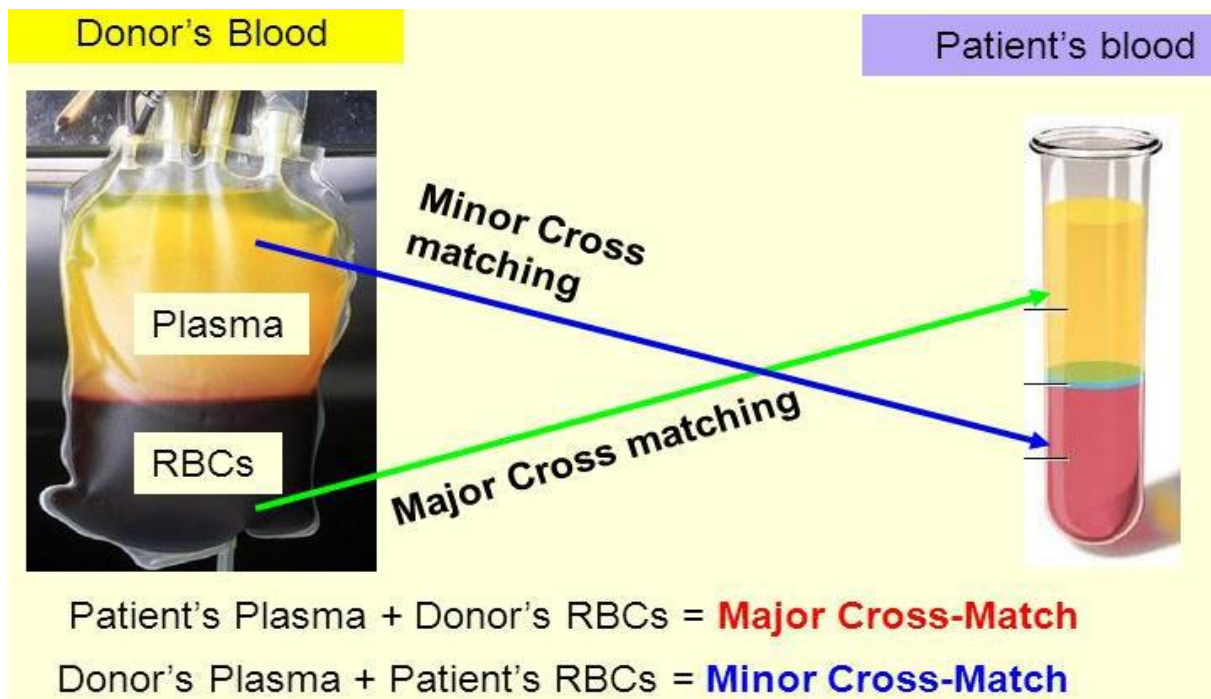 Donor's Blood
Patient's blood
Minor Cross
matching
Plasma
RBCs
Major Cross matching
Patient's Plasma + Donor's RBCs = Major Cross-Match
Donor's Plasma + Patient's RBCs = Minor Cross-Match